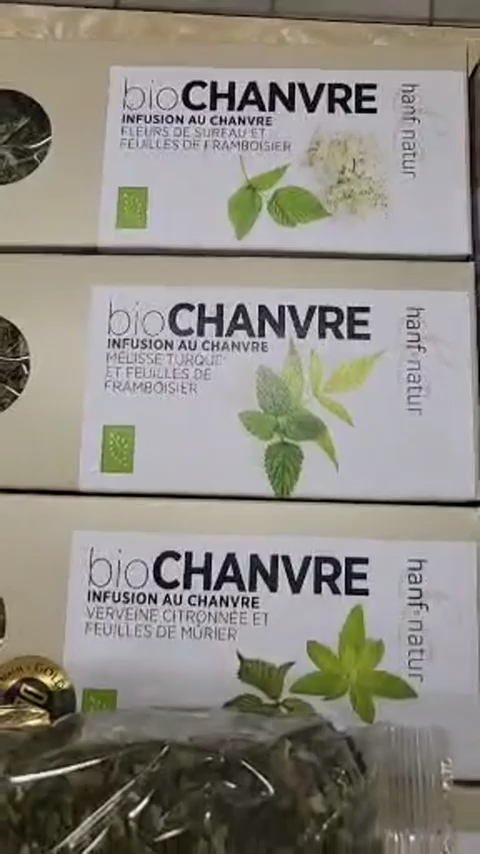 bioCHANVRE
INFUSION AU CHANVRE
FLEURS DE SUREAU ET
FEUILLES DE FRAMBOISIER
hanf natur
bioCHANVRE
INFUSION AU CHANVRE
MÉLISSE TURQUE
ET FEUILLES DE
FRAMBOISIER
hanf natur
bioCHANVRE
INFUSION AU CHANVRE
VERVEINE CITRONNÉE ET
FEUILLES DE MÛRIER
hanf natur
GOLD